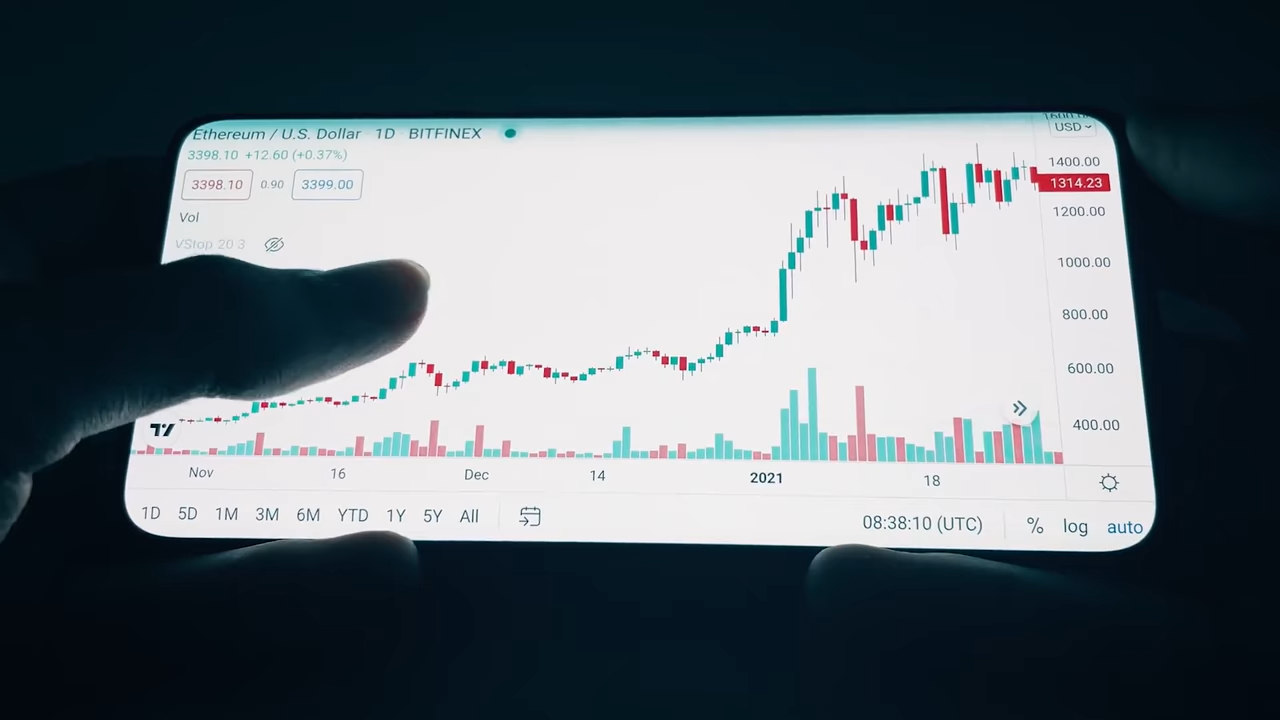 Ethereum / U.S. Dollar 1D BITFINEX
3398.10 +12.60 (+0.37%)
3398.10 0.90 3399.00
Vol
VStop 20 3
USD
1400.00
1314.23
1200.00
1000.00
800.00
600.00
400.00
Nov 16 Dec 14 2021 18
1D 5D 1M 3M 6M YTD 1Y 5Y All
08:38:10 (UTC) % log auto